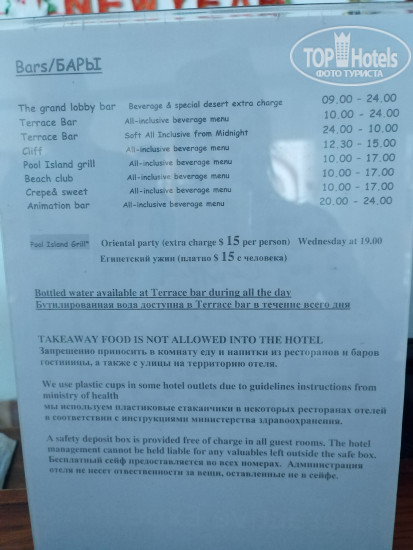 NEW YEAR
TOPHotels
ФОТО ТУРИСТА
Bars/БАРЫ
The grand lobby bar Beverage & special desert extra charge 09.00 - 24.00
Terrace Bar All-inclusive beverage menu 10.00 - 24.00
Terrace Bar Soft All Inclusive from Midnight 24.00 - 10.00
Cliff All-inclusive beverage menu 12.30 - 15.00
Pool Island grill All-inclusive beverage menu 10.00 - 17.00
Beach club All-inclusive beverage menu 10.00 - 17.00
Crepe& sweet All-inclusive beverage menu 10.00 - 17.00
Animation bar All-inclusive beverage menu 20.00 - 24.00
Pool Island Grill* Oriental party (extra charge $ 15 per person) Wednesday at 19.00
Египетский ужин (платно $ 15 с человека)
Bottled water available at Terrace bar during all the day
Бутилированная вода доступна в Terrace bar в течение всего дня
TAKEAWAY FOOD IS NOT ALLOWED INTO THE HOTEL
Запрещенно приносить в комнату еду и напитки из ресторанов и баров
гостиницы, а также с улицы на территорию отеля.
We use plastic cups in some hotel outlets due to guidelines instructions from
ministry of health
мы используем пластиковые стаканчики в некоторых ресторанах отелей
в соответствии с инструкциями министерства здравоохранения.
A safety deposit box is provided free of charge in all guest rooms. The hotel
management cannot be held liable for any valuables left outside the safe box.
Бесплатный сейф предоставляется во всех номерах. Администрация
отеля не несет отвественности за вещи, оставленные не в сейфе.